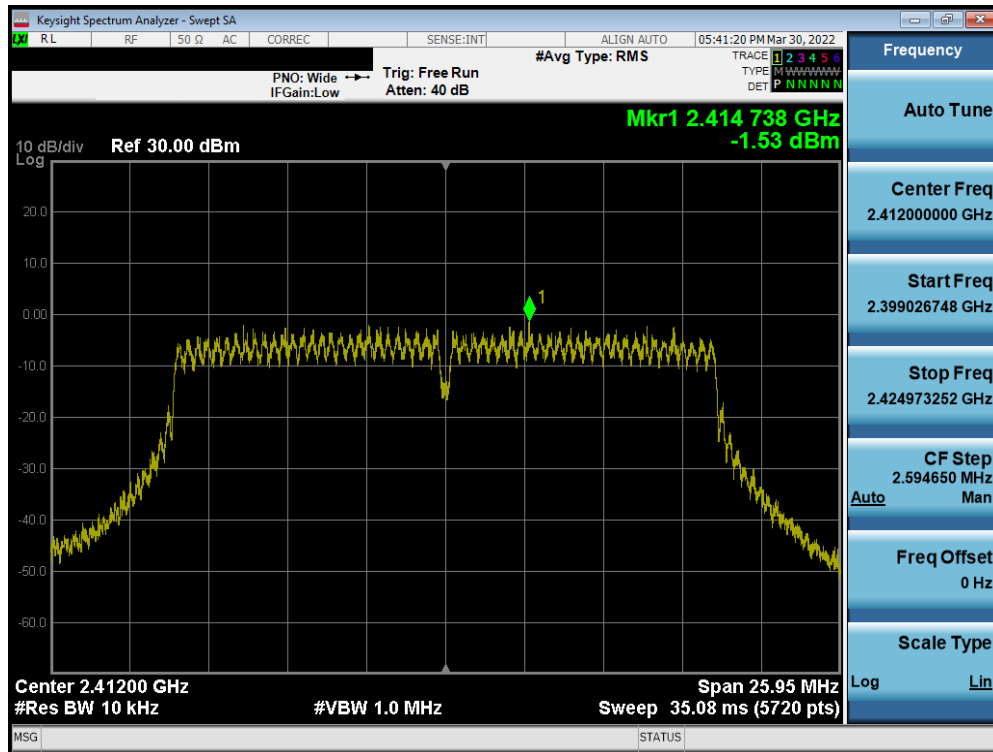 Keysight Spectrum Analyzer - Swept SA
LXI RL RF 50 Ω AC CORREC SENSE:INT ALIGN AUTO 05:41:20 PM Mar 30, 2022
#Avg Type: RMS
PNO: Wide
IFGain:Low
Trig: Free Run
Atten: 40 dB
TRACE 1 2 3 4 5 6
TYPE M W W W W W
DET P N N N N N
Mkr1 2.414 738 GHz
-1.53 dBm
10 dB/div Ref 30.00 dBm
Log
20.0
10.0
0.00
-10.0
-20.0
-30.0
-40.0
-50.0
-60.0
1
Center 2.41200 GHz Span 25.95 MHz
#Res BW 10 kHz #VBW 1.0 MHz Sweep 35.08 ms (5720 pts)
MSG STATUS
Frequency
Auto Tune
Center Freq
2.412000000 GHz
Start Freq
2.399026748 GHz
Stop Freq
2.424973252 GHz
CF Step
2.594650 MHz
Auto Man
Freq Offset
0 Hz
Scale Type
Log Lin